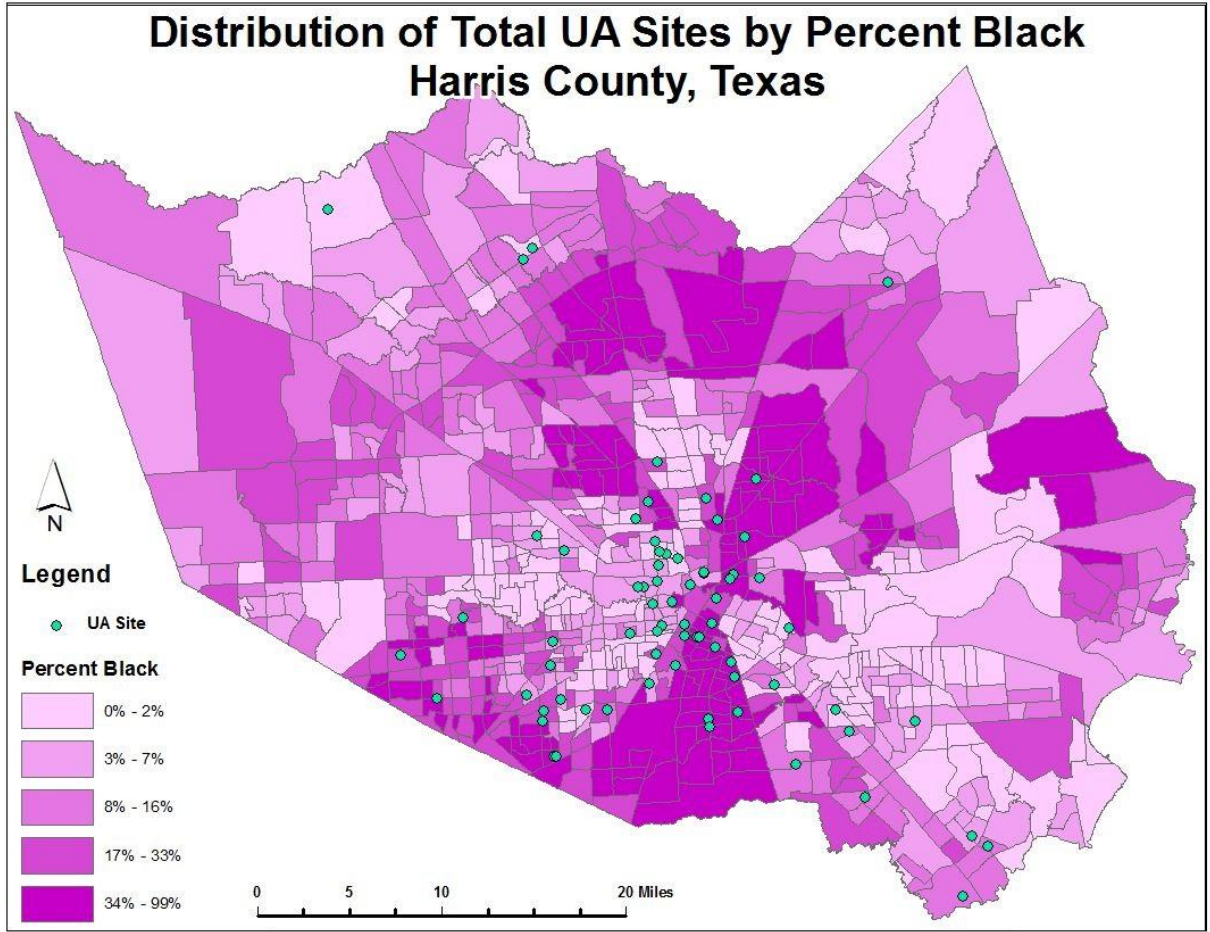 Distribution of Total UA Sites by Percent Black
Harris County, Texas
N
Legend
UA Site
Percent Black
0% - 2%
3% - 7%
8% - 16%
17% - 33%
34% - 99%
0 5 10 20 Miles